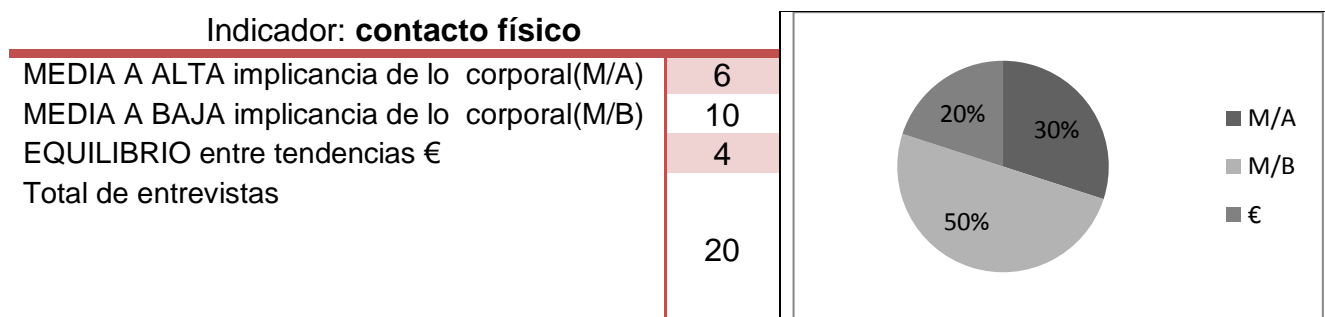 Indicador: contacto físico
MEDIA A ALTA implicancia de lo corporal(M/A) 6
MEDIA A BAJA implicancia de lo corporal(M/B) 10
EQUILIBRIO entre tendencias € 4
Total de entrevistas
20
20%
30%
50%
M/A
M/B
€